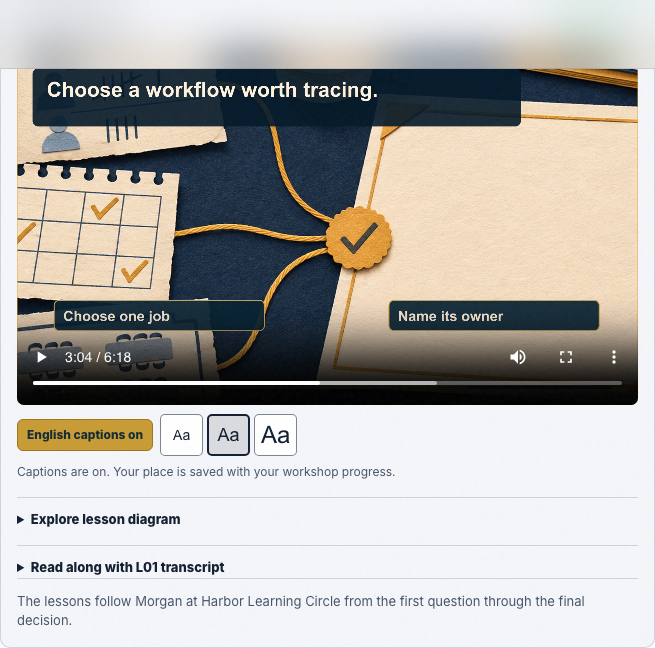 Choose a workflow worth tracing.
Choose one job
Name its owner
3:04 / 6:18
English captions on
Aa
Aa
Aa
Captions are on. Your place is saved with your workshop progress.
Explore lesson diagram
Read along with L01 transcript
The lessons follow Morgan at Harbor Learning Circle from the first question through the final
decision.